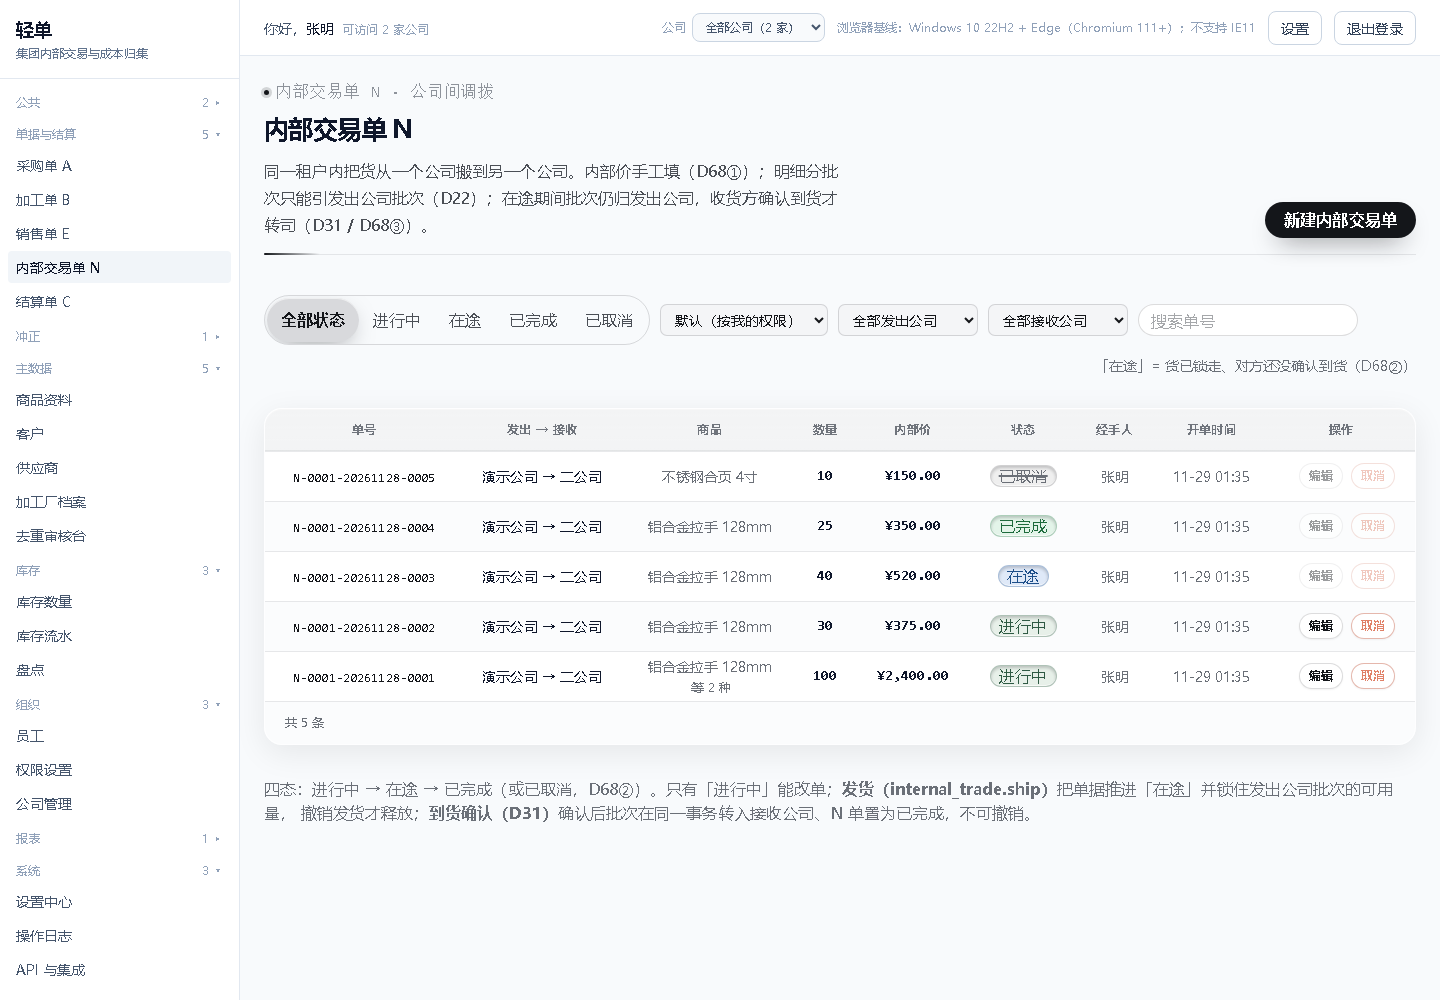 轻单
集团内部交易与成本归集
公共 2
单据与结算 5
采购单 A
加工单 B
销售单 E
内部交易单 N
结算单 C
冲正 1
主数据 5
商品资料
客户
供应商
加工厂档案
去重审核台
库存 3
库存数量
库存流水
盘点
组织 3
员工
权限设置
公司管理
报表 1
系统 3
设置中心
操作日志
API 与集成
你好，张明 可访问 2 家公司
公司 全部公司（2 家） 浏览器基线：Windows 10 22H2 + Edge（Chromium 111+）；不支持 IE11 设置 退出登录
内部交易单 N - 公司间调拨
内部交易单 N
同一租户内把货从一个公司搬到另一个公司。内部价手工填（D68①）；明细分批
次只能引发出公司批次（D22）；在途期间批次仍归发出公司，收货方确认到货才
转司（D31 / D68③）。
新建内部交易单
全部状态 进行中 在途 已完成 已取消 默认（按我的权限） 全部发出公司 全部接收公司 搜索单号
「在途」= 货已锁走、对方还没确认到货（D68②）
单号 发出 → 接收 商品 数量 内部价 状态 经手人 开单时间 操作
N-0001-20261128-0005 演示公司 → 二公司 不锈钢合页 4寸 10 ¥150.00 已取消 张明 11-29 01:35 编辑 取消
N-0001-20261128-0004 演示公司 → 二公司 铝合金拉手 128mm 25 ¥350.00 已完成 张明 11-29 01:35 编辑 取消
N-0001-20261128-0003 演示公司 → 二公司 铝合金拉手 128mm 40 ¥520.00 在途 张明 11-29 01:35 编辑 取消
N-0001-20261128-0002 演示公司 → 二公司 铝合金拉手 128mm 30 ¥375.00 进行中 张明 11-29 01:35 编辑 取消
N-0001-20261128-0001 演示公司 → 二公司 铝合金拉手 128mm 100 ¥2,400.00 进行中 张明 11-29 01:35 编辑 取消
等 2 种
共 5 条
四态：进行中 → 在途 → 已完成（或已取消，D68②）。只有「进行中」能改单；发货（internal_trade.ship）把单据推进「在途」并锁住发出公司批次的可用
量， 撤销发货才释放；到货确认（D31）确认后批次在同一事务转入接收公司、N 单置为已完成，不可撤销。